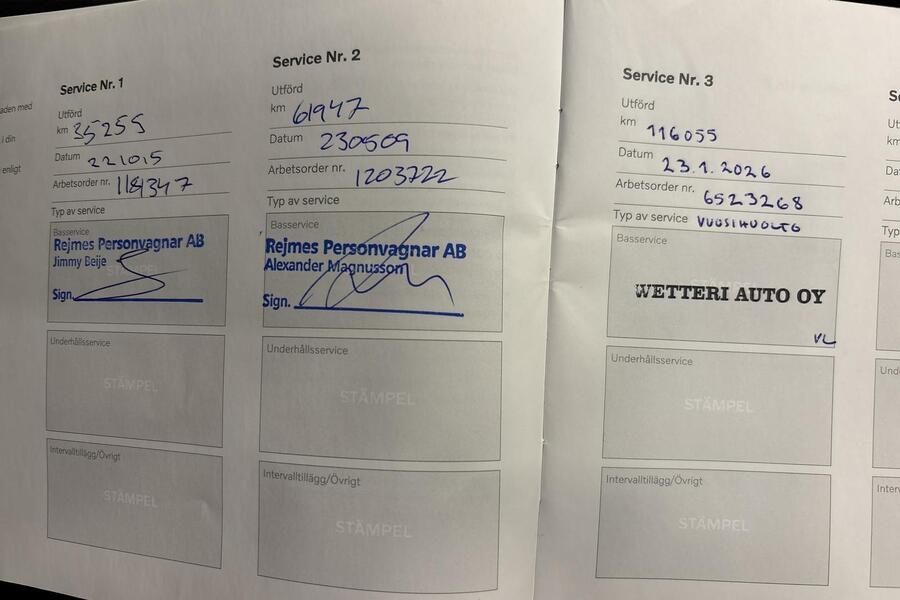 aden med
i din
enligt
Service Nr. 1
Utförd
km 35255
Datum 221015
Arbetsorder nr. 1184347
Typ av service
Basservice
Rejmes Personvagnar AB
Jimmy Beije
Sign.
Underhållsservice
STÄMPEL
Intervalltillägg/Övrigt
STÄMPEL
Service Nr. 2
Utförd
km 61947
Datum 230509
Arbetsorder nr. 1203722
Typ av service
Basservice
Rejmes Personvagnar AB
Alexander Magnusson
Sign.
Underhållsservice
STÄMPEL
Intervalltillägg/Övrigt
STÄMPEL
Service Nr. 3
Utförd
km 116055
Datum 23.1.2026
Arbetsorder nr. 6523268
Typ av service VUOSIHUOLTO
Basservice
WETTERI AUTO OY
VL
Underhållsservice
STÄMPEL
Intervalltillägg/Övrigt
STÄMPEL